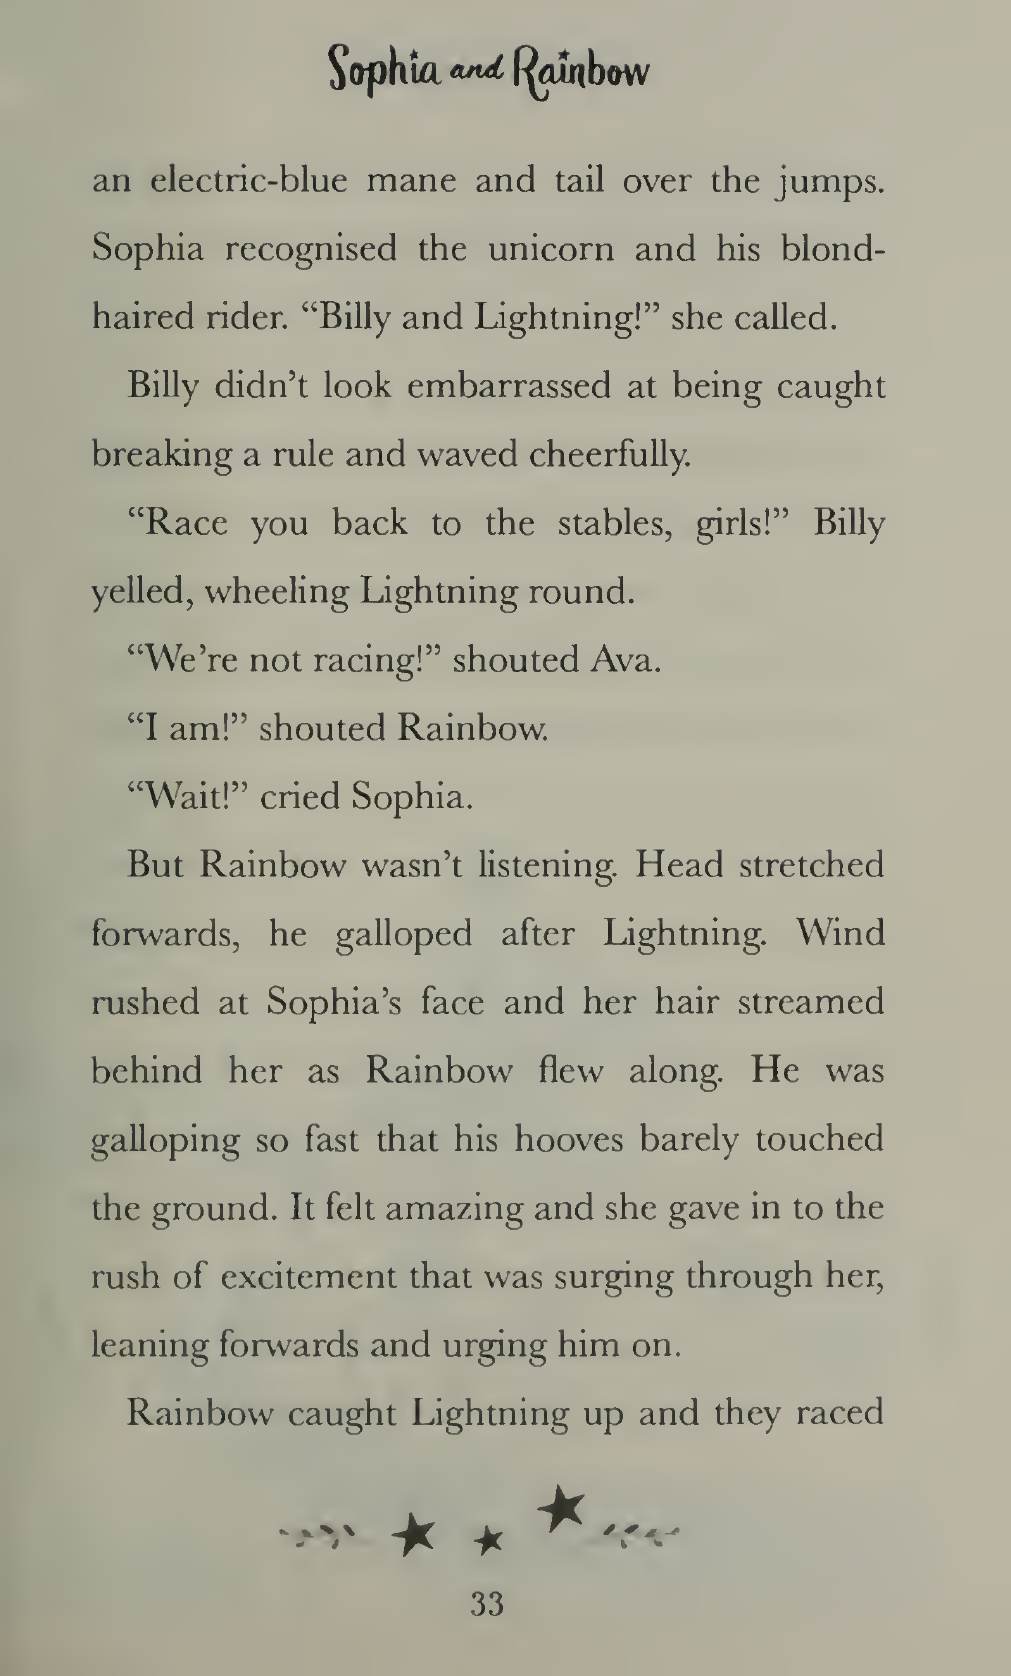 Sophia and Rainbow
an electric-blue mane and tail over the jumps.
Sophia recognised the unicorn and his blond-
haired rider. “Billy and Lightning!” she called.
Billy didn’t look embarrassed at being caught
breaking a rule and waved cheerfully.
“Race you back to the stables, girls!” Billy
yelled, wheeling Lightning round.
“We’re not racing!” shouted Ava.
“I am!” shouted Rainbow.
“Wait!” cried Sophia.
But Rainbow wasn’t listening. Head stretched
forwards, he galloped after Lightning. Wind
rushed at Sophia’s face and her hair streamed
behind her as Rainbow flew along. He was
galloping so fast that his hooves barely touched
the ground. It felt amazing and she gave in to the
rush of excitement that was surging through her,
leaning forwards and urging him on.
Rainbow caught Lightning up and they raced
33